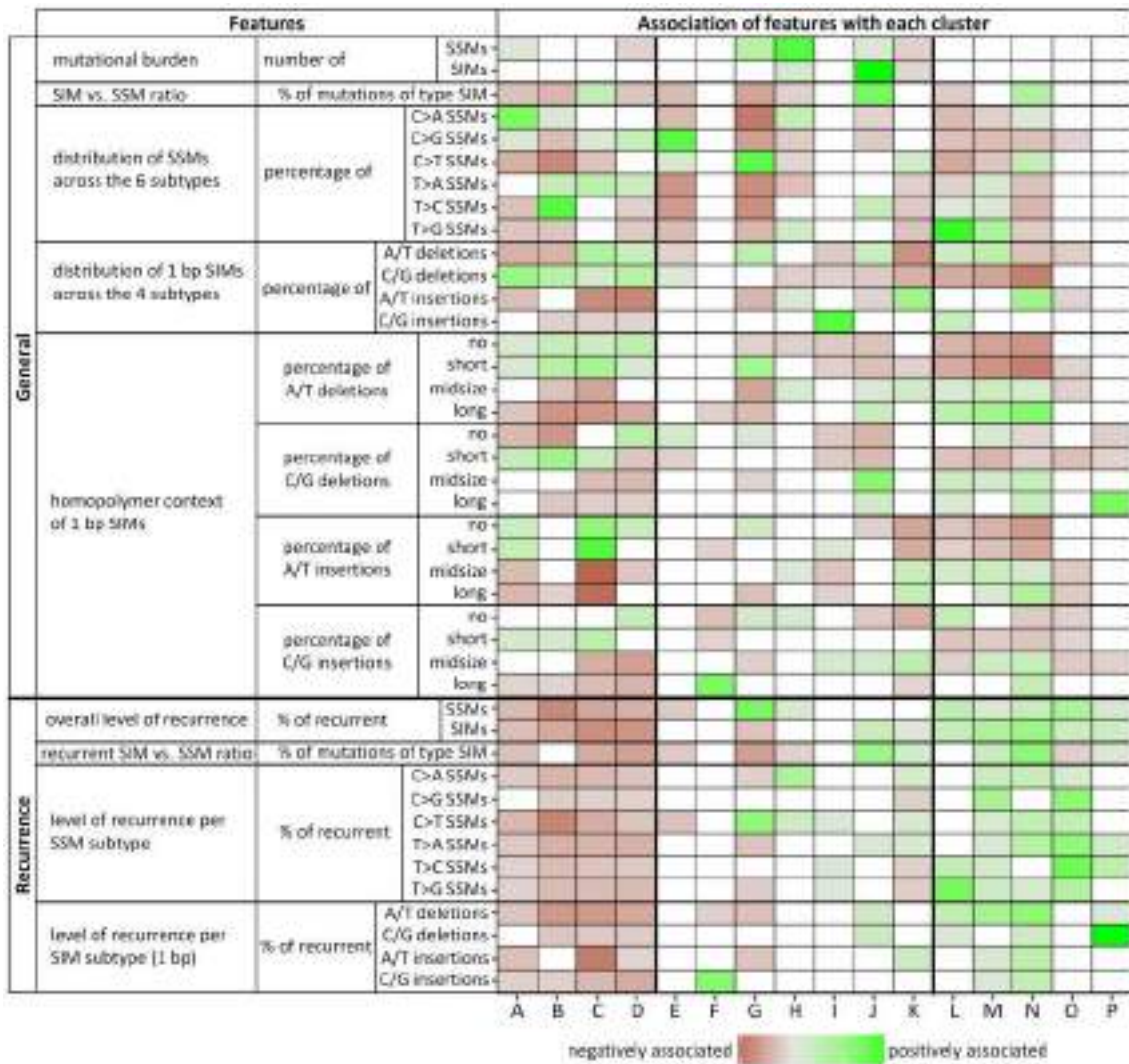 Features Association of features with each cluster
General
mutational burden number of SSMs
SIMs
SIM vs. SSM ratio % of mutations of type SIM
distribution of SSMs across the 6 subtypes percentage of C>A SSMs
C>G SSMs
C>T SSMs
T>A SSMs
T>C SSMs
T>G SSMs
distribution of 1 bp SIMs across the 4 subtypes percentage of A/T deletions
C/G deletions
A/T insertions
C/G insertions
homopolymer context of 1 bp SIMs
percentage of A/T deletions no
short
midsize
long
percentage of C/G deletions no
short
midsize
long
percentage of A/T insertions no
short
midsize
long
percentage of C/G insertions no
short
midsize
long
Recurrence
overall level of recurrence % of recurrent SSMs
SIMs
recurrent SIM vs. SSM ratio % of mutations of type SIM
level of recurrence per SSM subtype % of recurrent C>A SSMs
C>G SSMs
C>T SSMs
T>A SSMs
T>C SSMs
T>G SSMs
level of recurrence per SIM subtype (1 bp) % of recurrent A/T deletions
C/G deletions
A/T insertions
C/G insertions
A B C D E F G H I J K L M N O P
negatively associated positively associated